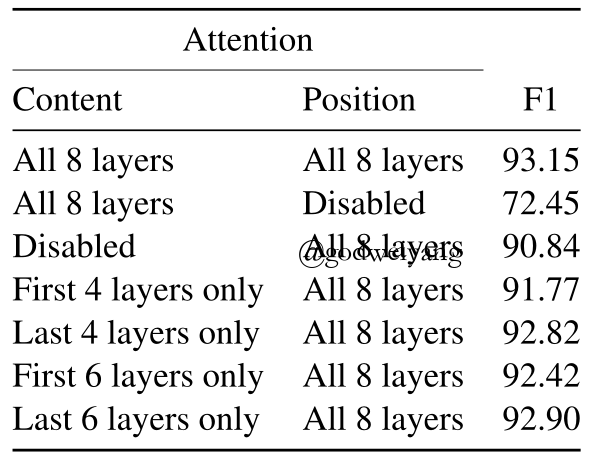 Attention
Content Position F1
All 8 layers All 8 layers 93.15
All 8 layers Disabled 72.45
Disabled All 8 layers 90.84
@godweiyang
First 4 layers only All 8 layers 91.77
Last 4 layers only All 8 layers 92.82
First 6 layers only All 8 layers 92.42
Last 6 layers only All 8 layers 92.90